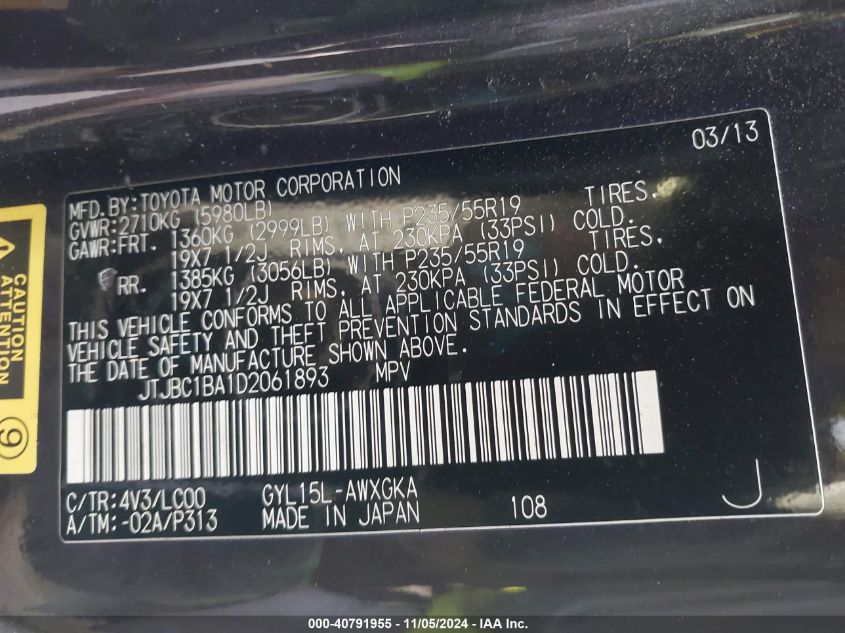 03/13
MFD.BY:TOYOTA MOTOR CORPORATION
GVWR:2710KG (5980LB)
GAWR:FRT. 1360KG (2999LB) WITH P235/55R19 TIRES,
19X7 1/2J RIMS, AT 230KPA (33PSI) COLD.
RR. 1385KG (3056LB) WITH P235/55R19 TIRES,
19X7 1/2J RIMS, AT 230KPA (33PSI) COLD.
THIS VEHICLE CONFORMS TO ALL APPLICABLE FEDERAL MOTOR
VEHICLE SAFETY AND THEFT PREVENTION STANDARDS IN EFFECT ON
THE DATE OF MANUFACTURE SHOWN ABOVE.
JTJBC1BA1D2061893 MPV
C/TR:4V3/LC00 GYL15L-AWXGKA
A/TM:-02A/P313 MADE IN JAPAN 108 J
CAUTION
ATTENTION
9
000-40791955 - 11/05/2024 - IAA Inc.